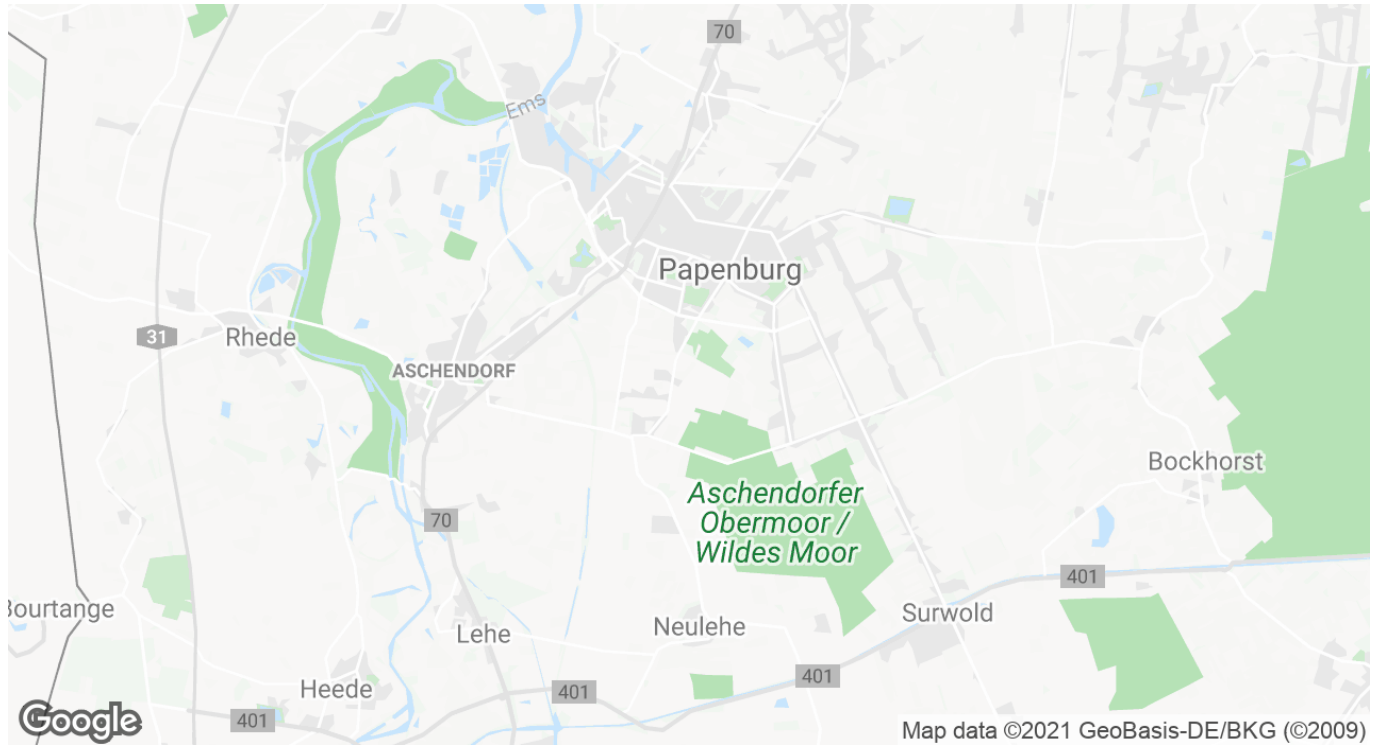 70
Ems
Papenburg
31
Rhede
ASCHENDORF
Bockhorst
Aschendorfer
Obermoor /
Wildes Moor
70
401
Bourtange
Surwold
Neulehe
Lehe
401
Heede
401
401
Google
Map data ©2021 GeoBasis-DE/BKG (©2009)